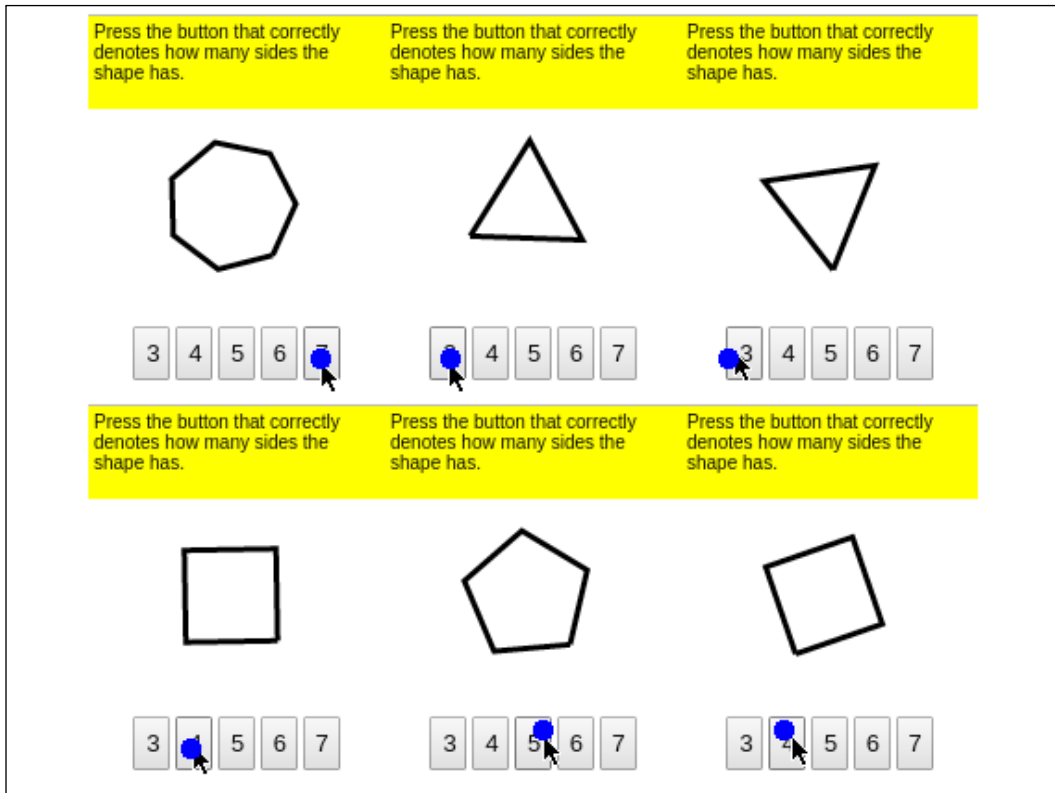 Press the button that correctly
denotes how many sides the
shape has.
Press the button that correctly
denotes how many sides the
shape has.
Press the button that correctly
denotes how many sides the
shape has.
3 4 5 6
4 5 6 7
3 4 5 6 7
Press the button that correctly
denotes how many sides the
shape has.
Press the button that correctly
denotes how many sides the
shape has.
Press the button that correctly
denotes how many sides the
shape has.
3 5 6 7
3 4 5 6 7
3 4 5 6 7